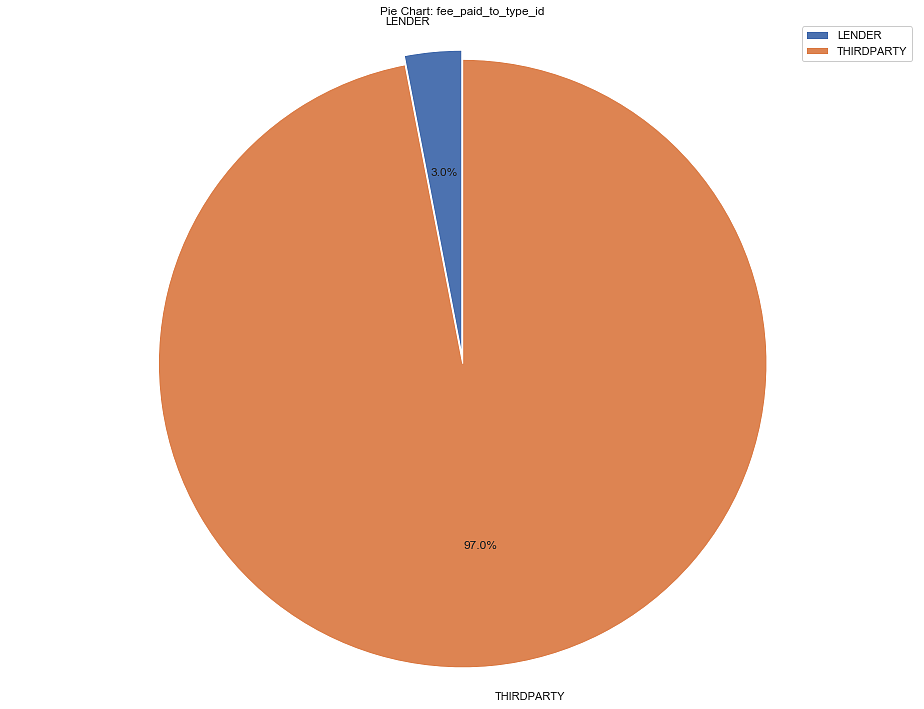 Pie Chart: fee_paid_to_type_id
LENDER
LENDER
THIRDPARTY
3.0%
97.0%
THIRDPARTY